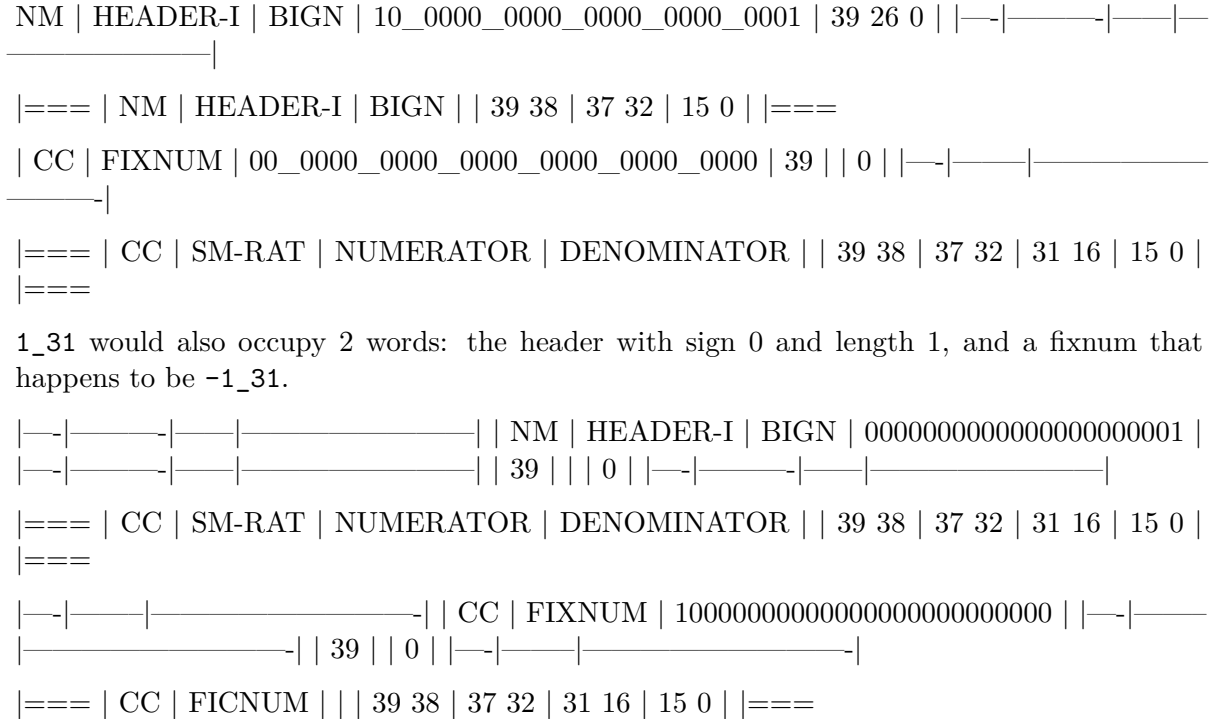 NM | HEADER-I | BIGN | 10_0000_0000_0000_0000_0001 | 39 26 0 | |—-|———-|——|—
———————|
|=== | NM | HEADER-I | BIGN | | 39 38 | 37 32 | 15 0 | |===
| CC | FIXNUM | 00_0000_0000_0000_0000_0000_0000 | 39 | | 0 | |—-|——–|——————
———-|
|=== | CC | SM-RAT | NUMERATOR | DENOMINATOR | | 39 38 | 37 32 | 31 16 | 15 0 |
|===
1_31 would also occupy 2 words: the header with sign 0 and length 1, and a fixnum that
happens to be -1_31.
|—-|———-|——|————————| | NM | HEADER-I | BIGN | 0000000000000000000001 |
|—-|———-|——|————————| | 39 | | | 0 | |—-|———-|——|————————|
|=== | CC | SM-RAT | NUMERATOR | DENOMINATOR | | 39 38 | 37 32 | 31 16 | 15 0 |
|===
|—-|——–|—————————-| | CC | FIXNUM | 10000000000000000000000000 | |—-|——–
|—————————-| | 39 | | 0 | |—-|——–|—————————-|
|=== | CC | FICNUM | | | 39 38 | 37 32 | 31 16 | 15 0 | |===